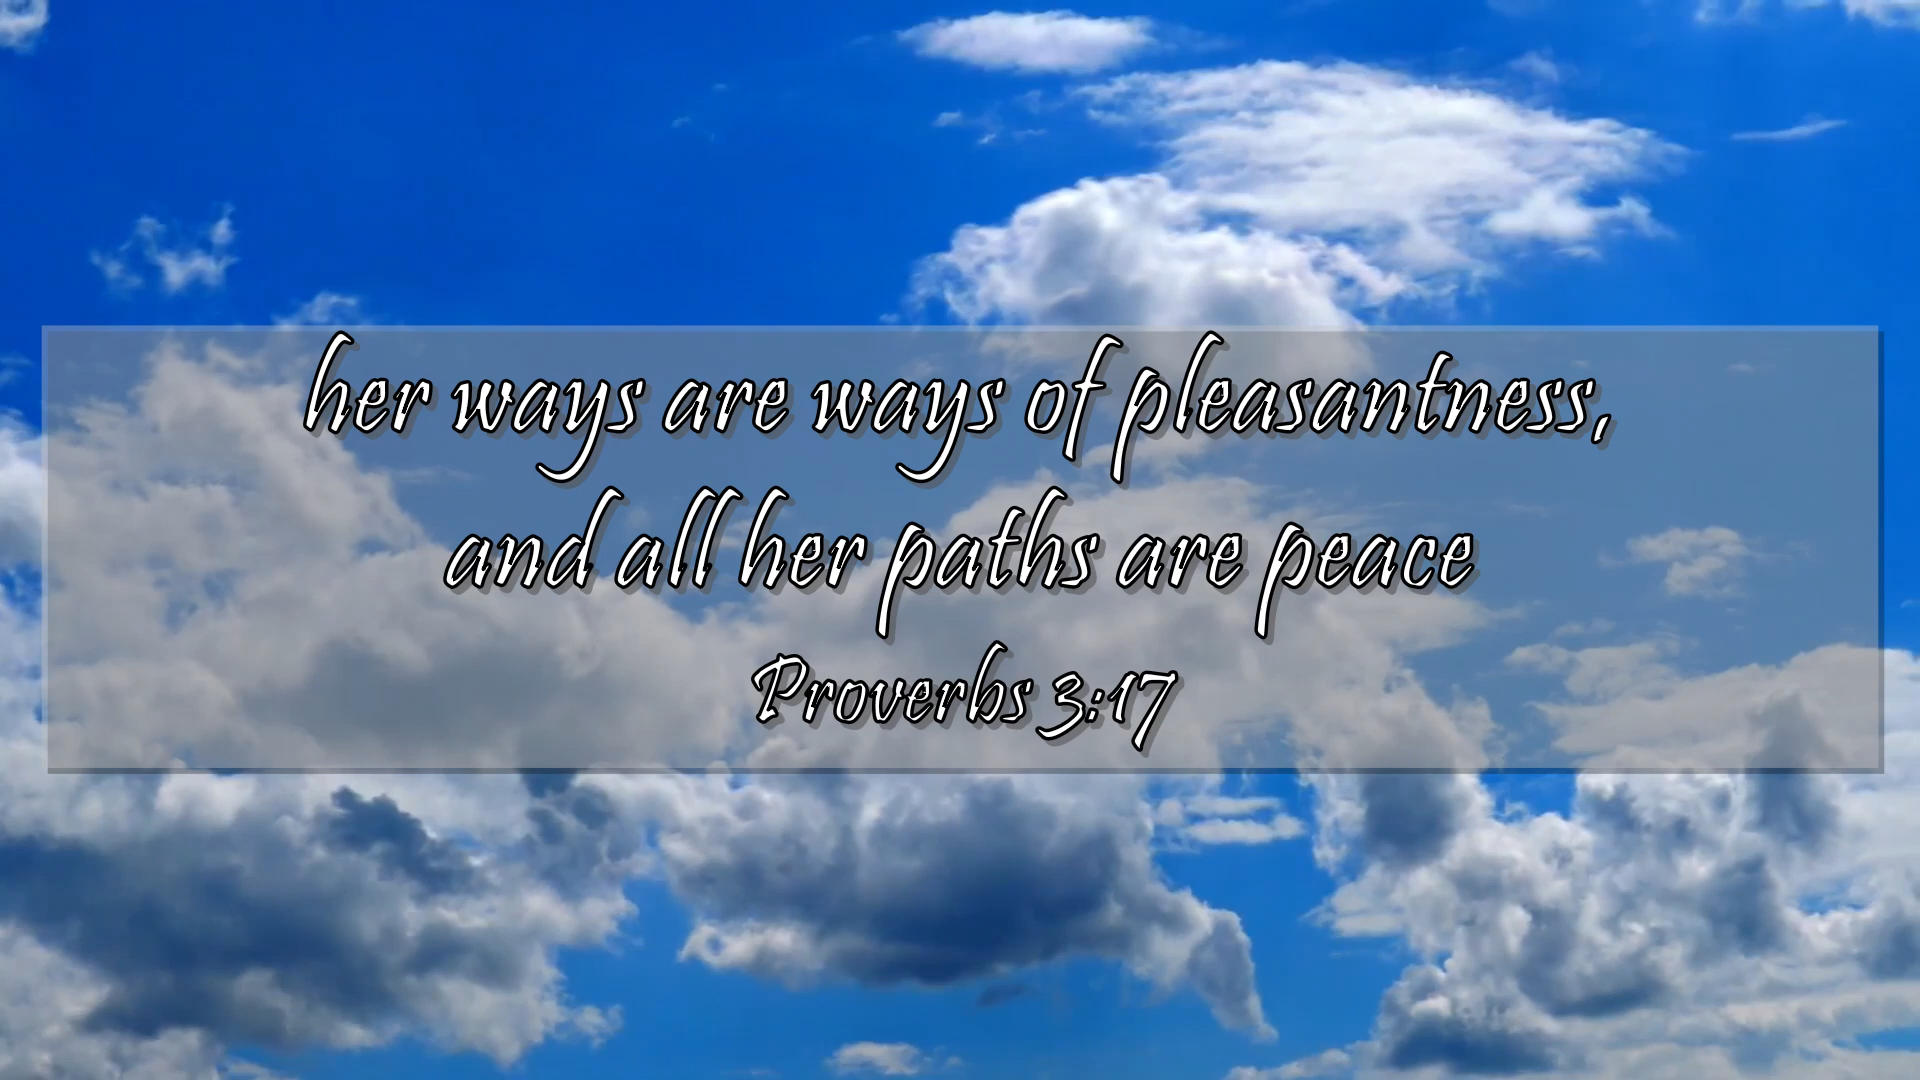 her ways are ways of pleasantness,
and all her paths are peace
Proverbs 3:17